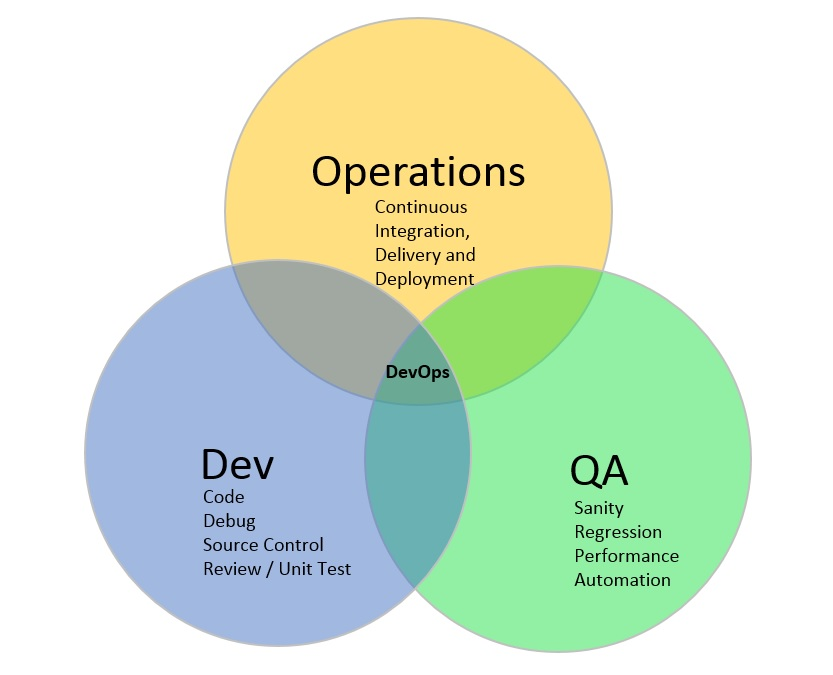 Operations
Continuous
Integration,
Delivery and
Deployment
DevOps
Dev
Code
Debug
Source Control
Review / Unit Test
QA
Sanity
Regression
Performance
Automation